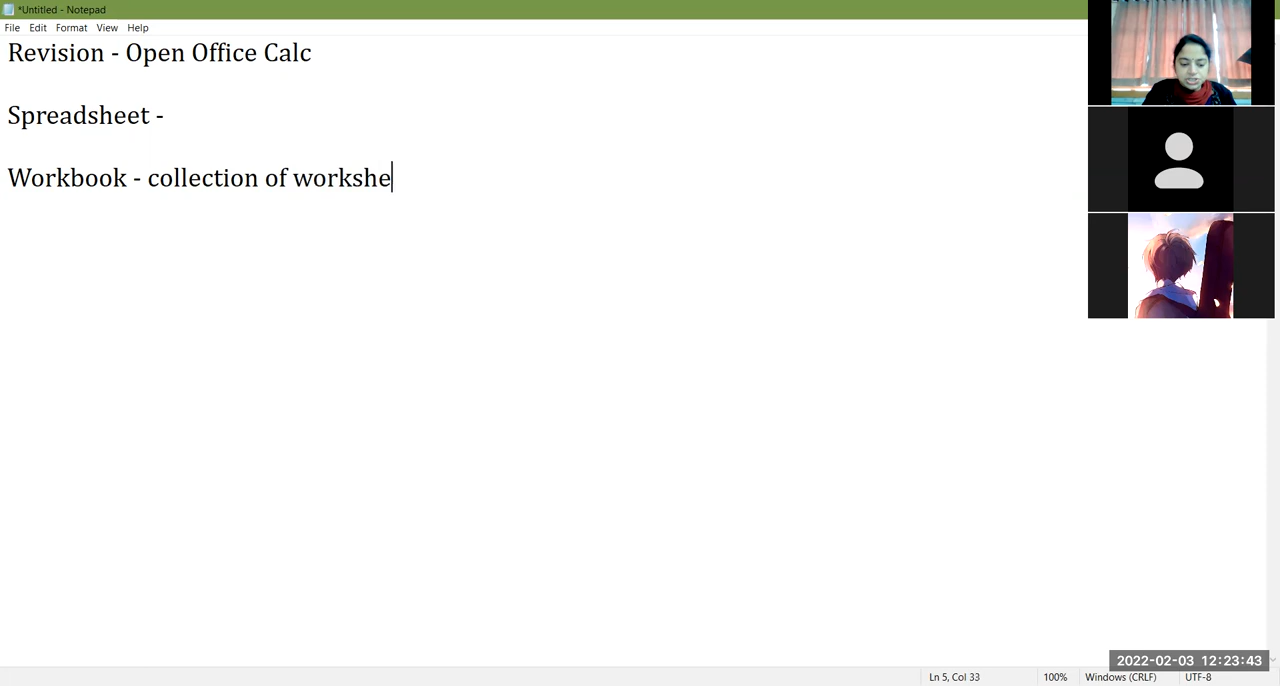 *Untitled - Notepad
File Edit Format View Help
Revision - Open Office Calc
Spreadsheet -
Workbook - collection of workshe
2022-02-03 12:23:43
Ln 5, Col 33 100% Windows (CRLF) UTF-8